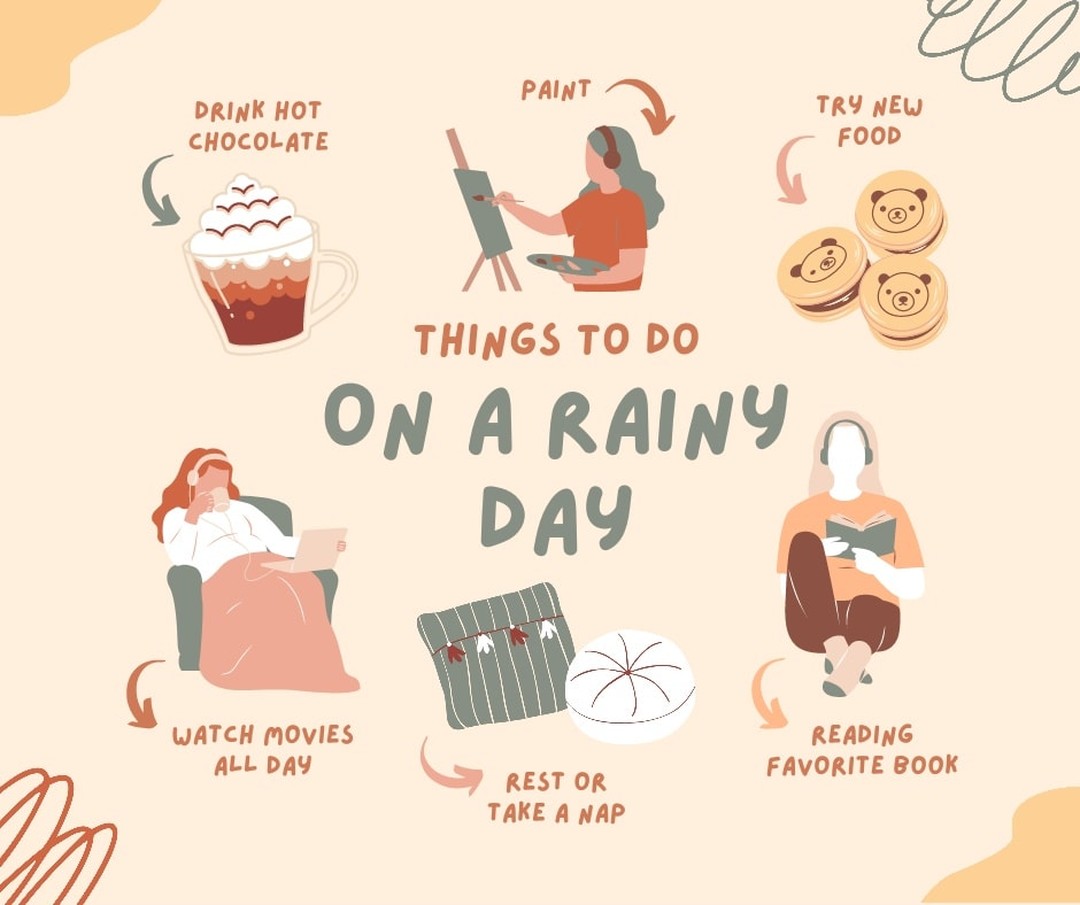 DRINK HOT
CHOCOLATE
PAINT
TRY NEW
FOOD
THINGS TO DO
ON A RAINY
DAY
WATCH MOVIES
ALL DAY
REST OR
TAKE A NAP
READING
FAVORITE BOOK